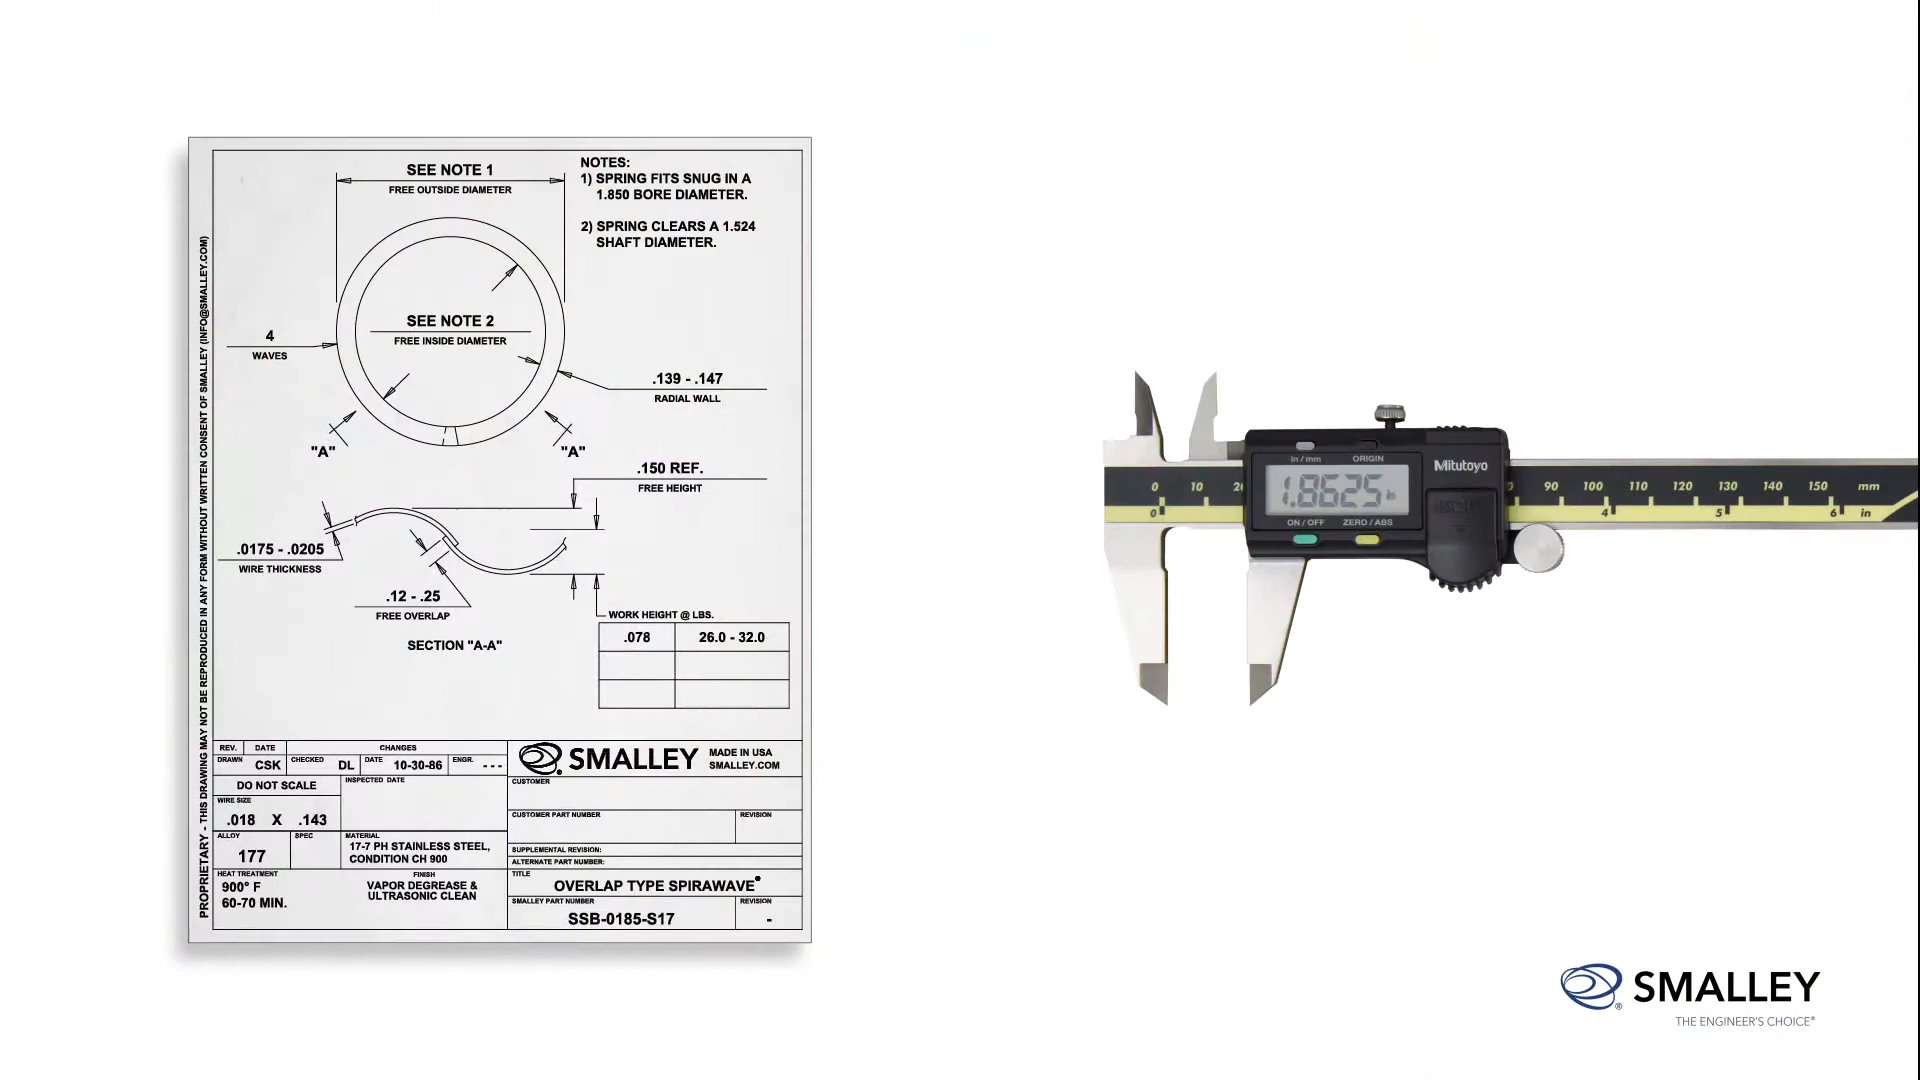 SEE NOTE 1
FREE OUTSIDE DIAMETER
NOTES:
1) SPRING FITS SNUG IN A
1.850 BORE DIAMETER.
2) SPRING CLEARS A 1.524
SHAFT DIAMETER.
SEE NOTE 2
FREE INSIDE DIAMETER
4
WAVES
.139 - .147
RADIAL WALL
"A"
"A"
.150 REF.
FREE HEIGHT
.0175 - .0205
WIRE THICKNESS
.12 - .25
FREE OVERLAP
SECTION "A-A"
WORK HEIGHT @ LBS.
.078 26.0 - 32.0
PROPRIETARY - THIS DRAWING MAY NOT BE REPRODUCED IN ANY FORM WITHOUT WRITTEN CONSENT OF SMALLEY (INFO@SMALLEY.COM)
REV. DATE CHANGES
DRAWN CSK CHECKED DL DATE 10-30-86 ENGR. - - -
DO NOT SCALE
INSPECTED DATE
WIRE SIZE
.018 X .143
ALLOY
177
SPEC
MATERIAL
17-7 PH STAINLESS STEEL,
CONDITION CH 900
HEAT TREATMENT
900° F
60-70 MIN.
FINISH
VAPOR DEGREASE &
ULTRASONIC CLEAN
SMALLEY
MADE IN USA
SMALLEY.COM
CUSTOMER
CUSTOMER PART NUMBER
REVISION
SUPPLEMENTAL REVISION:
ALTERNATE PART NUMBER:
TITLE
OVERLAP TYPE SPIRAWAVE®
SMALLEY PART NUMBER
SSB-0185-S17
REVISION
-
in/mm ORIGIN
Mitutoyo
1.8625 in
ON / OFF ZERO / ABS
0 10 90 100 110 120 130 140 150 mm
0 4 5 6 in
SMALLEY®
THE ENGINEER'S CHOICE®